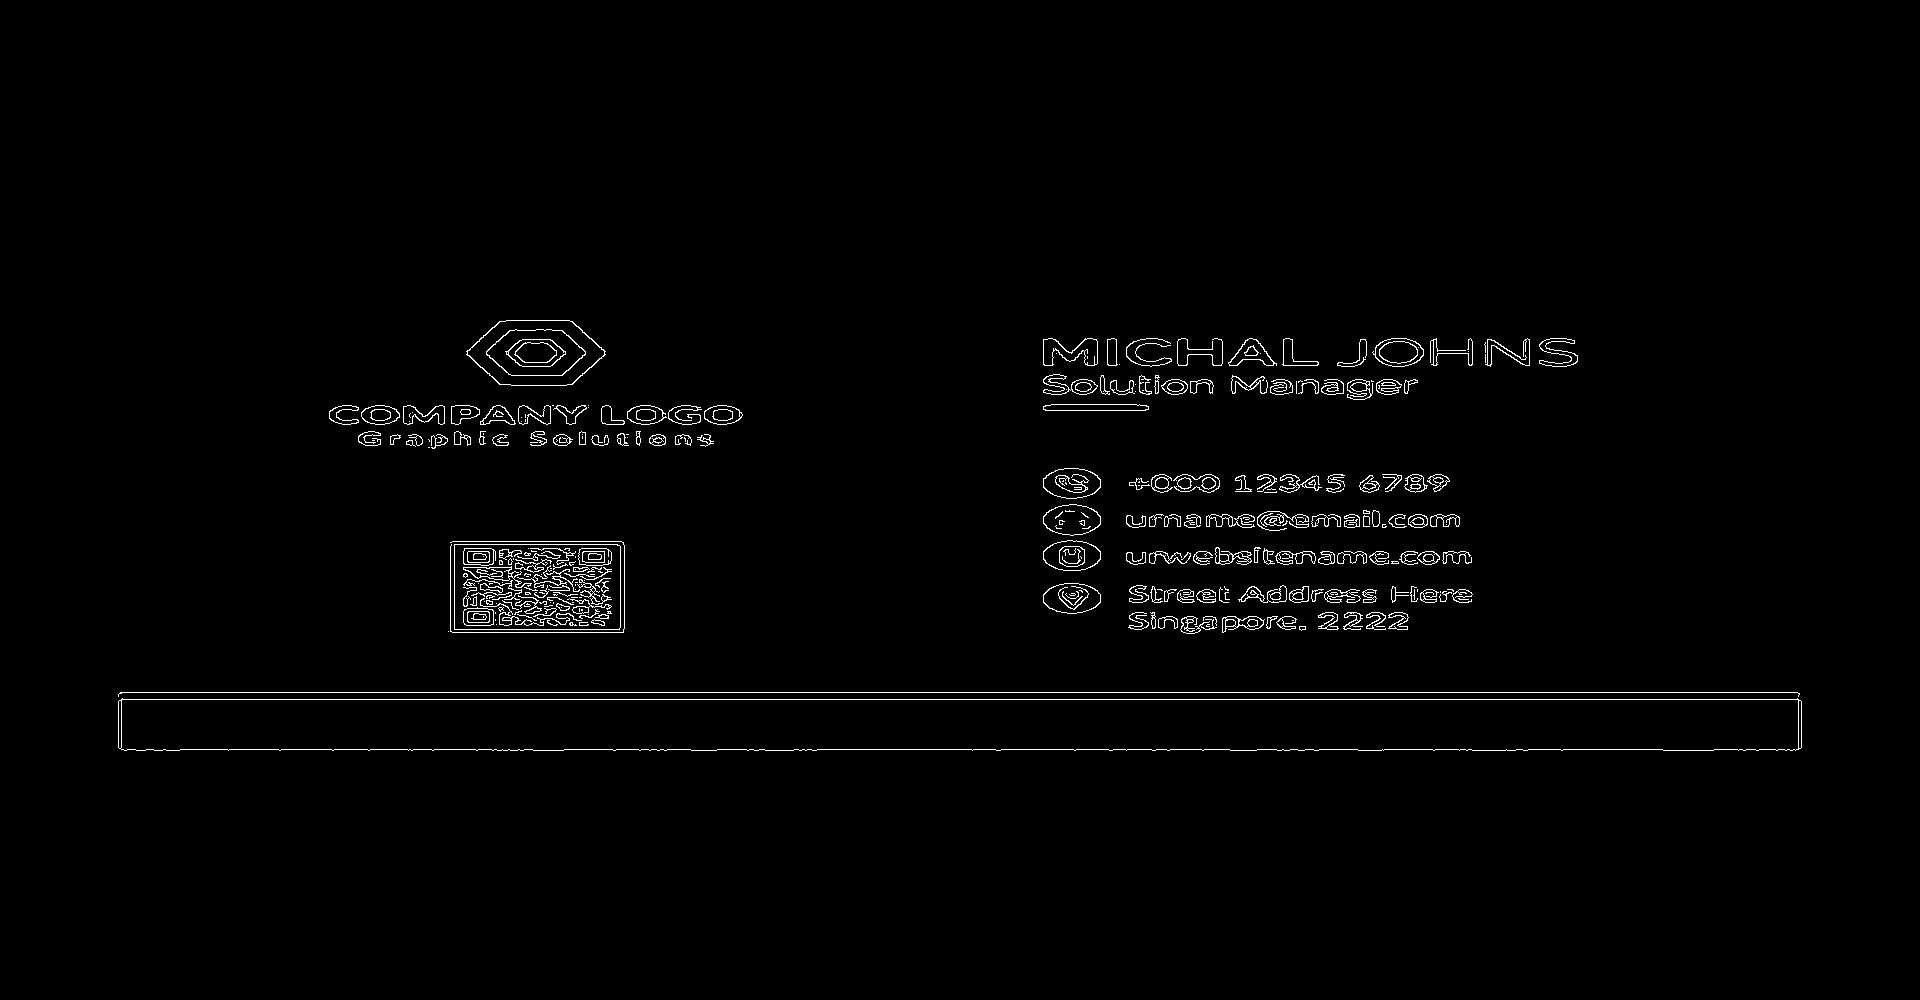 COMPANY LOGO
Graphic Solutions
MICHAL JOHNS
Solution Manager
+000 12345 6789
urname@email.com
urwebsitename.com
Street Address Here
Singapore, 2222